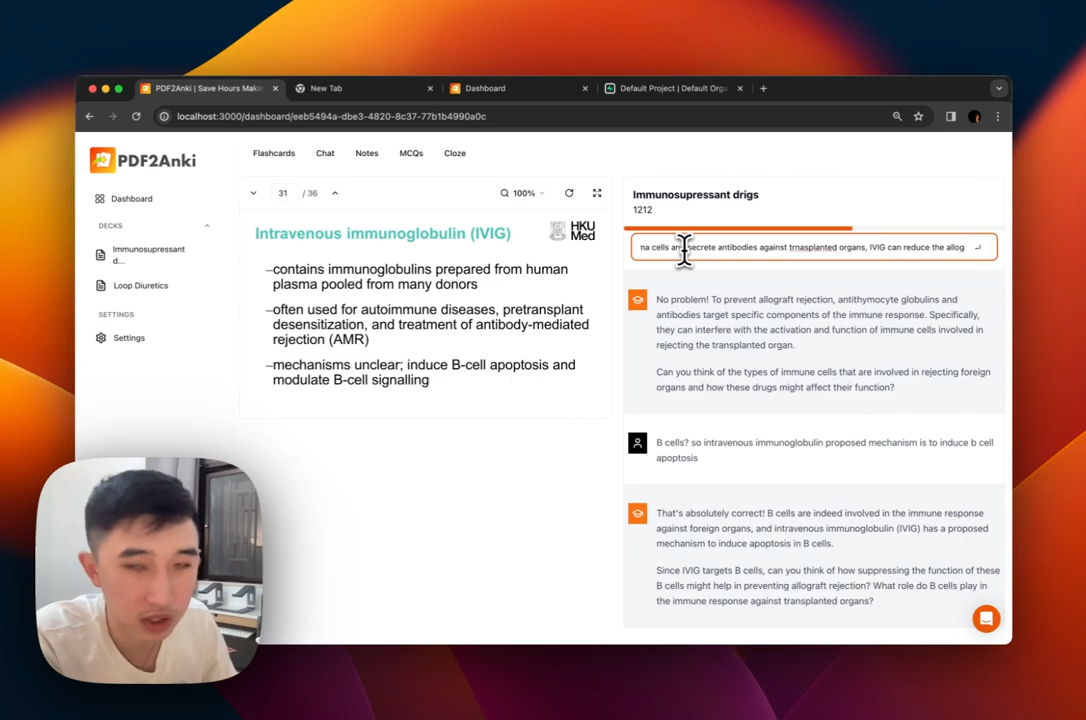 PDF2Anki | Save Hours Makin
New Tab
Dashboard
Default Project | Default Orga
localhost:3000/dashboard/eeb5494a-dbe3-4820-8c37-77b1b4990a0c
PDF2Anki
Flashcards
Chat
Notes
MCQs
Cloze
Dashboard
DECKS
Immunosupressant
d...
Loop Diuretics
SETTINGS
Settings
31 / 36
100%
Intravenous immunoglobulin (IVIG)
HKU
Med
–contains immunoglobulins prepared from human
plasma pooled from many donors
–often used for autoimmune diseases, pretransplant
desensitization, and treatment of antibody-mediated
rejection (AMR)
–mechanisms unclear; induce B-cell apoptosis and
modulate B-cell signalling
Immunosupressant drigs
1212
na cells an secrete antibodies against trnasplanted organs, IVIG can reduce the allog
No problem! To prevent allograft rejection, antithymocyte globulins and
antibodies target specific components of the immune response. Specifically,
they can interfere with the activation and function of immune cells involved in
rejecting the transplanted organ.
Can you think of the types of immune cells that are involved in rejecting foreign
organs and how these drugs might affect their function?
B cells? so intravenous immunoglobulin proposed mechanism is to induce b cell
apoptosis
That's absolutely correct! B cells are indeed involved in the immune response
against foreign organs, and intravenous immunoglobulin (IVIG) has a proposed
mechanism to induce apoptosis in B cells.
Since IVIG targets B cells, can you think of how suppressing the function of these
B cells might help in preventing allograft rejection? What role do B cells play in
the immune response against transplanted organs?